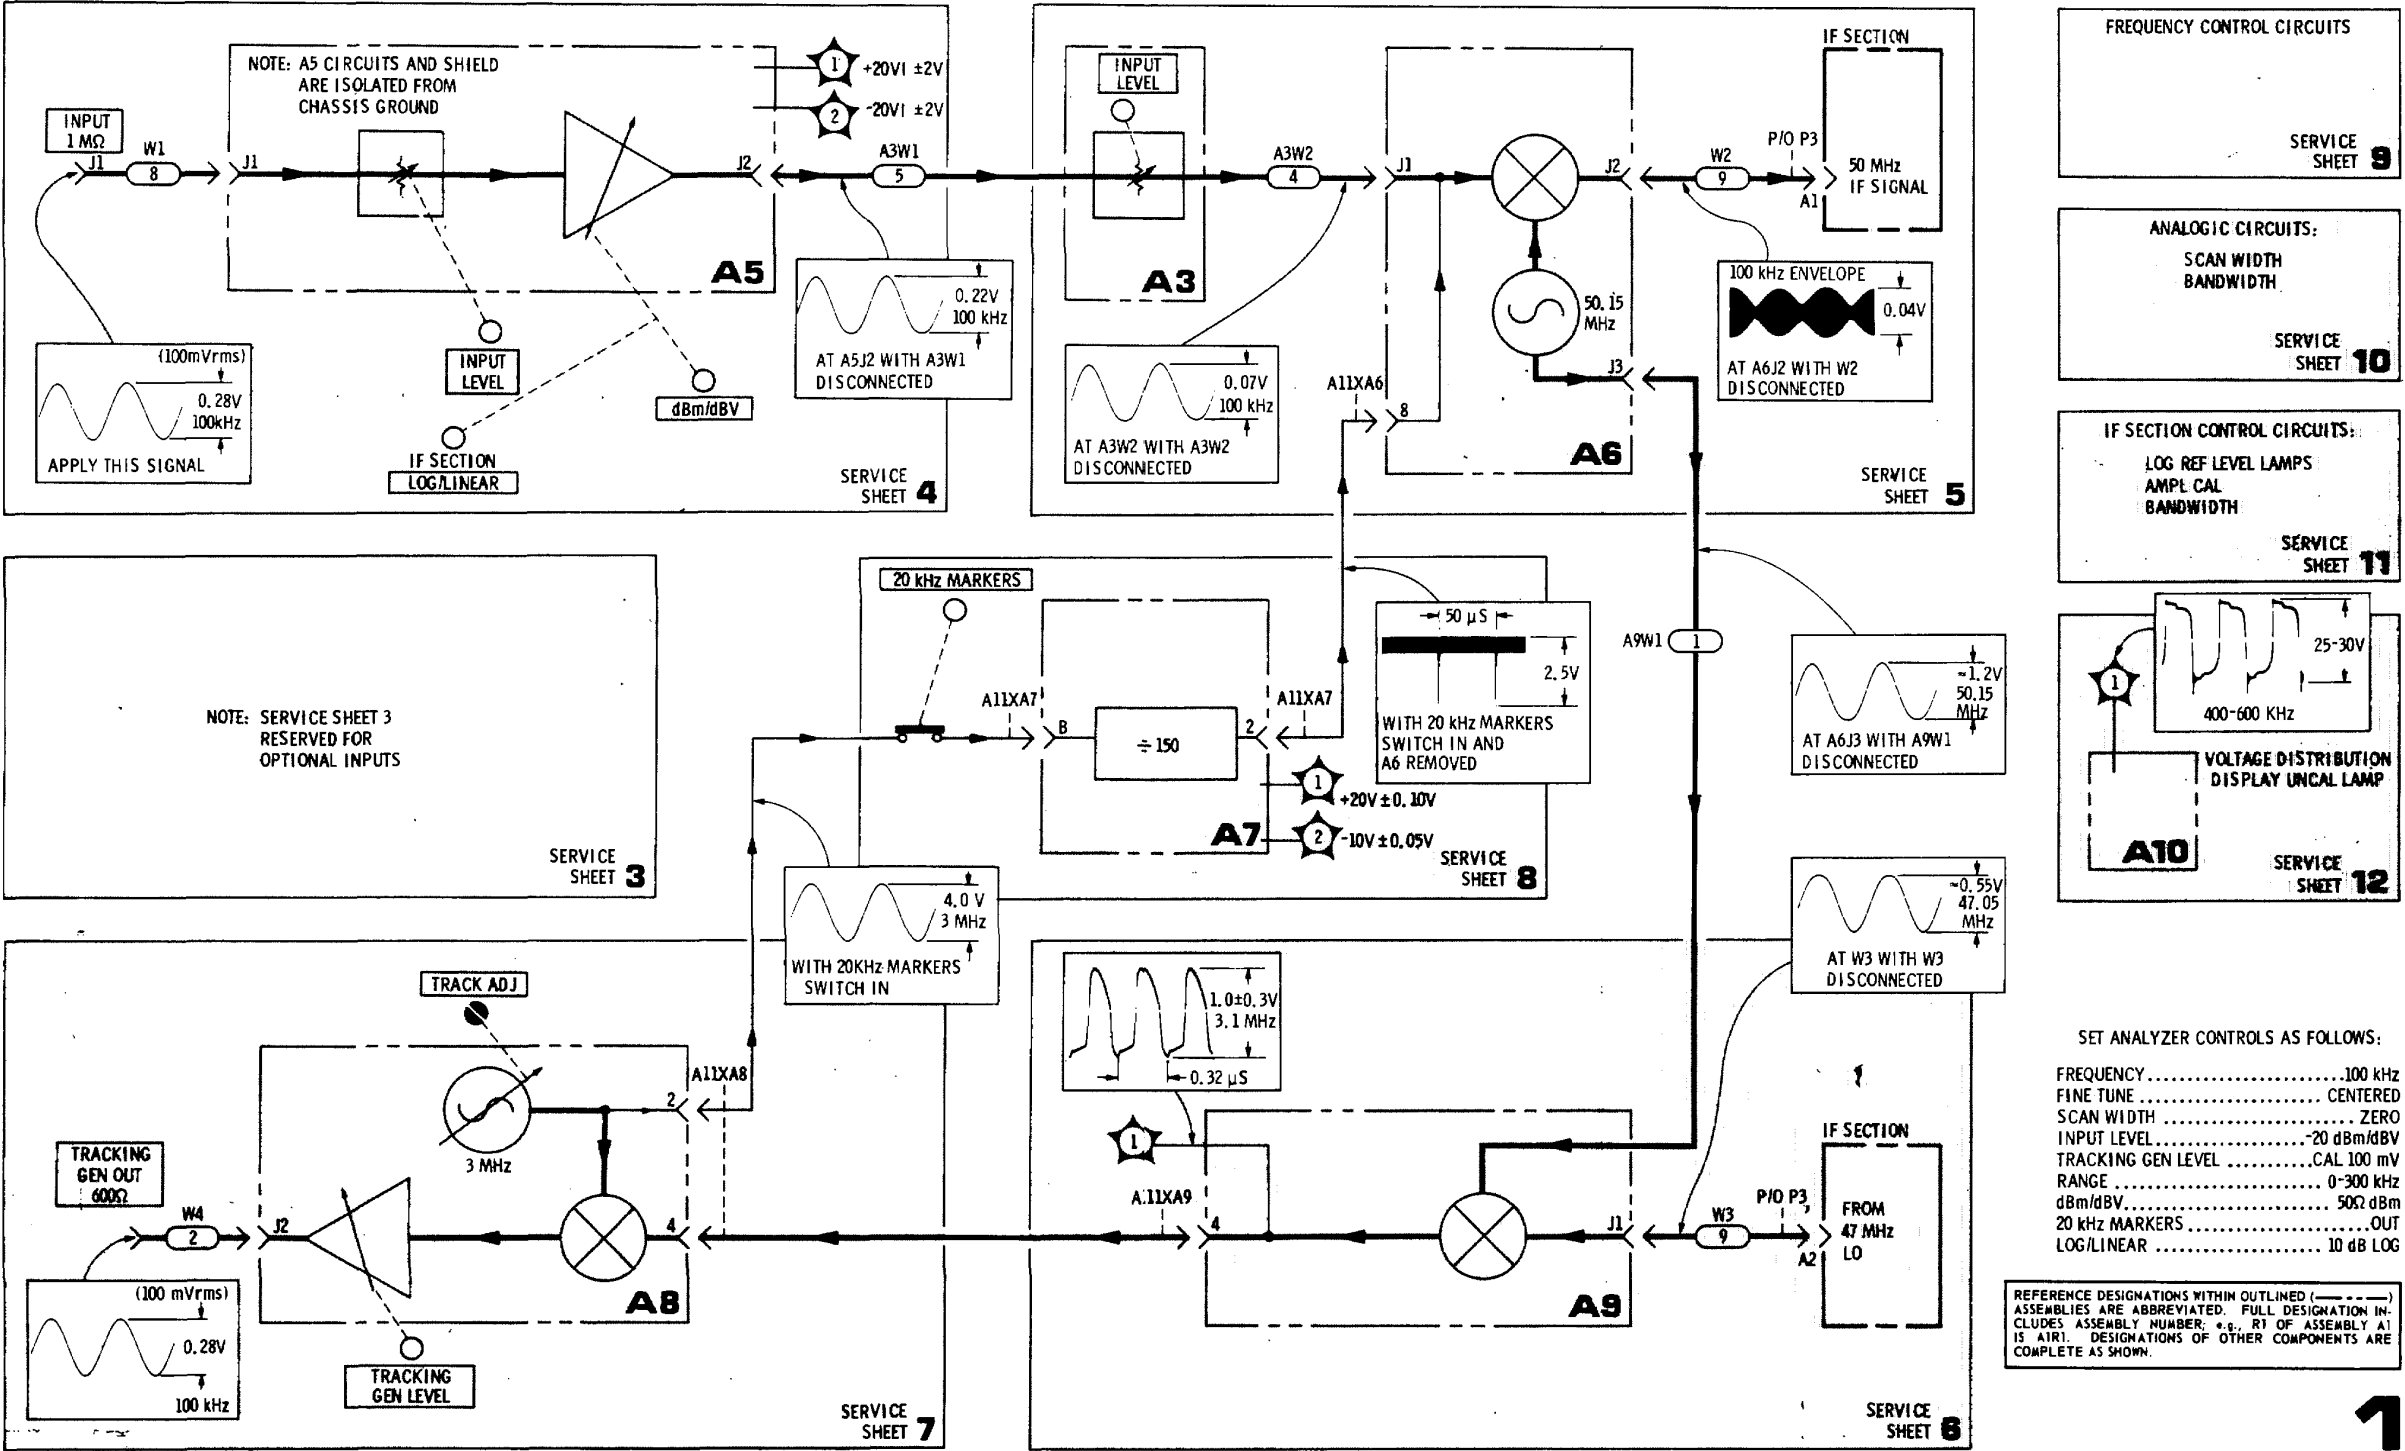 NOTE: A5 CIRCUITS AND SHIELD
ARE ISOLATED FROM
CHASSIS GROUND
INPUT
1 MΩ
J1
W1
8
J1
J2
1
+20VI ±2V
2
-20VI ±2V
A5
INPUT
LEVEL
dBm/dBV
IF SECTION
LOG/LINEAR
(100mVrms)
0.28V
100kHz
APPLY THIS SIGNAL
A3W1
5
0.22V
100 kHz
AT A5J2 WITH A3W1
DISCONNECTED
SERVICE
SHEET 4
INPUT
LEVEL
A3
A3W2
4
0.07V
100 kHz
AT A3W2 WITH A3W2
DISCONNECTED
J1
J2
50.15
MHz
J3
A11XA6
8
A6
W2
9
P/O P3
A1
IF SECTION
50 MHz
IF SIGNAL
100 kHz ENVELOPE
0.04V
AT A6J2 WITH W2
DISCONNECTED
SERVICE
SHEET 5
FREQUENCY CONTROL CIRCUITS
SERVICE
SHEET 9
ANALOGIC CIRCUITS:
SCAN WIDTH
BANDWIDTH
SERVICE
SHEET 10
IF SECTION CONTROL CIRCUITS:
LOG REF LEVEL LAMPS
AMPL CAL
BANDWIDTH
SERVICE
SHEET 11
1
25-30V
400-600 KHz
VOLTAGE DISTRIBUTION
DISPLAY UNCAL LAMP
A10
SERVICE
SHEET 12
NOTE: SERVICE SHEET 3
RESERVED FOR
OPTIONAL INPUTS
SERVICE
SHEET 3
20 kHz MARKERS
A11XA7
B
÷150
2
A11XA7
1
+20V±0.10V
2
-10V±0.05V
A7
50 µS
2.5V
WITH 20 kHz MARKERS
SWITCH IN AND
A6 REMOVED
SERVICE
SHEET 8
4.0 V
3 MHz
WITH 20KHz MARKERS
SWITCH IN
A9W1
1
≈1.2V
50.15
MHz
AT A6J3 WITH A9W1
DISCONNECTED
≈0.55V
47.05
MHz
AT W3 WITH W3
DISCONNECTED
TRACK ADJ
3 MHz
2
A11XA8
4
A8
TRACKING
GEN OUT
600Ω
W4
2
J2
(100 mVrms)
0.28V
100 kHz
TRACKING
GEN LEVEL
SERVICE
SHEET 7
1.0±0.3V
3.1 MHz
0.32 µS
1
A11XA9
4
J1
A9
W3
9
P/O P3
A2
IF SECTION
FROM
47 MHz
LO
SERVICE
SHEET 6
SET ANALYZER CONTROLS AS FOLLOWS:
FREQUENCY.........................100 kHz
FINE TUNE ..................... CENTERED
SCAN WIDTH ........................ ZERO
INPUT LEVEL...................-20 dBm/dBV
TRACKING GEN LEVEL ...........CAL 100 mV
RANGE ........................ 0-300 kHz
dBm/dBV........................ 50Ω dBm
20 kHz MARKERS .......................OUT
LOG/LINEAR ..................... 10 dB LOG
REFERENCE DESIGNATIONS WITHIN OUTLINED (—— - - ——)
ASSEMBLIES ARE ABBREVIATED. FULL DESIGNATION IN-
CLUDES ASSEMBLY NUMBER; e.g., R1 OF ASSEMBLY A1
IS A1R1. DESIGNATIONS OF OTHER COMPONENTS ARE
COMPLETE AS SHOWN.
1